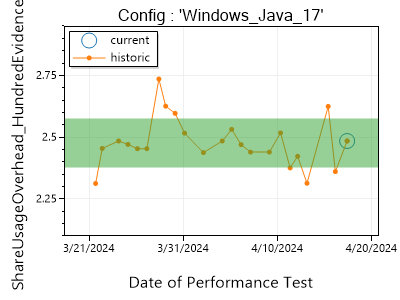 Config : 'Windows_Java_17'
current
historic
ShareUsageOverhead_HundredEvidence
2.75
2.5
2.25
3/21/2024 3/31/2024 4/10/2024 4/20/2024
Date of Performance Test